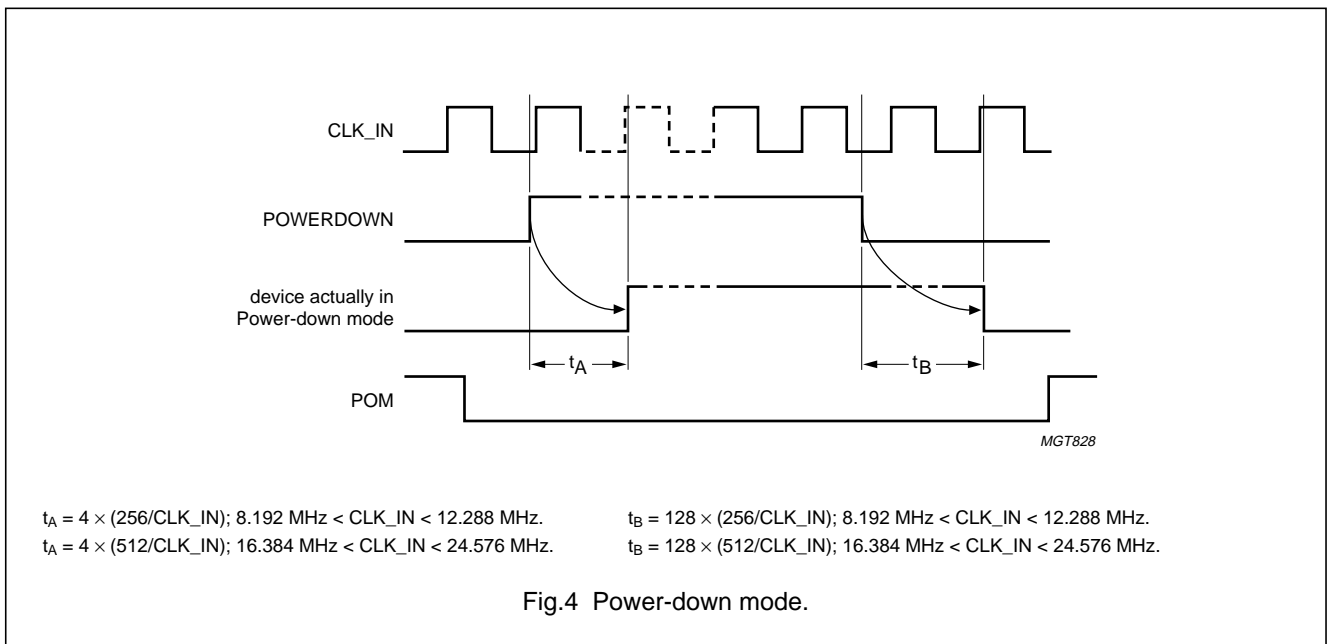 CLK_IN
POWERDOWN
device actually in
Power-down mode
tA
tB
POM
MGT828
tA = 4 × (256/CLK_IN); 8.192 MHz < CLK_IN < 12.288 MHz.
tA = 4 × (512/CLK_IN); 16.384 MHz < CLK_IN < 24.576 MHz.
tB = 128 × (256/CLK_IN); 8.192 MHz < CLK_IN < 12.288 MHz.
tB = 128 × (512/CLK_IN); 16.384 MHz < CLK_IN < 24.576 MHz.
Fig.4 Power-down mode.